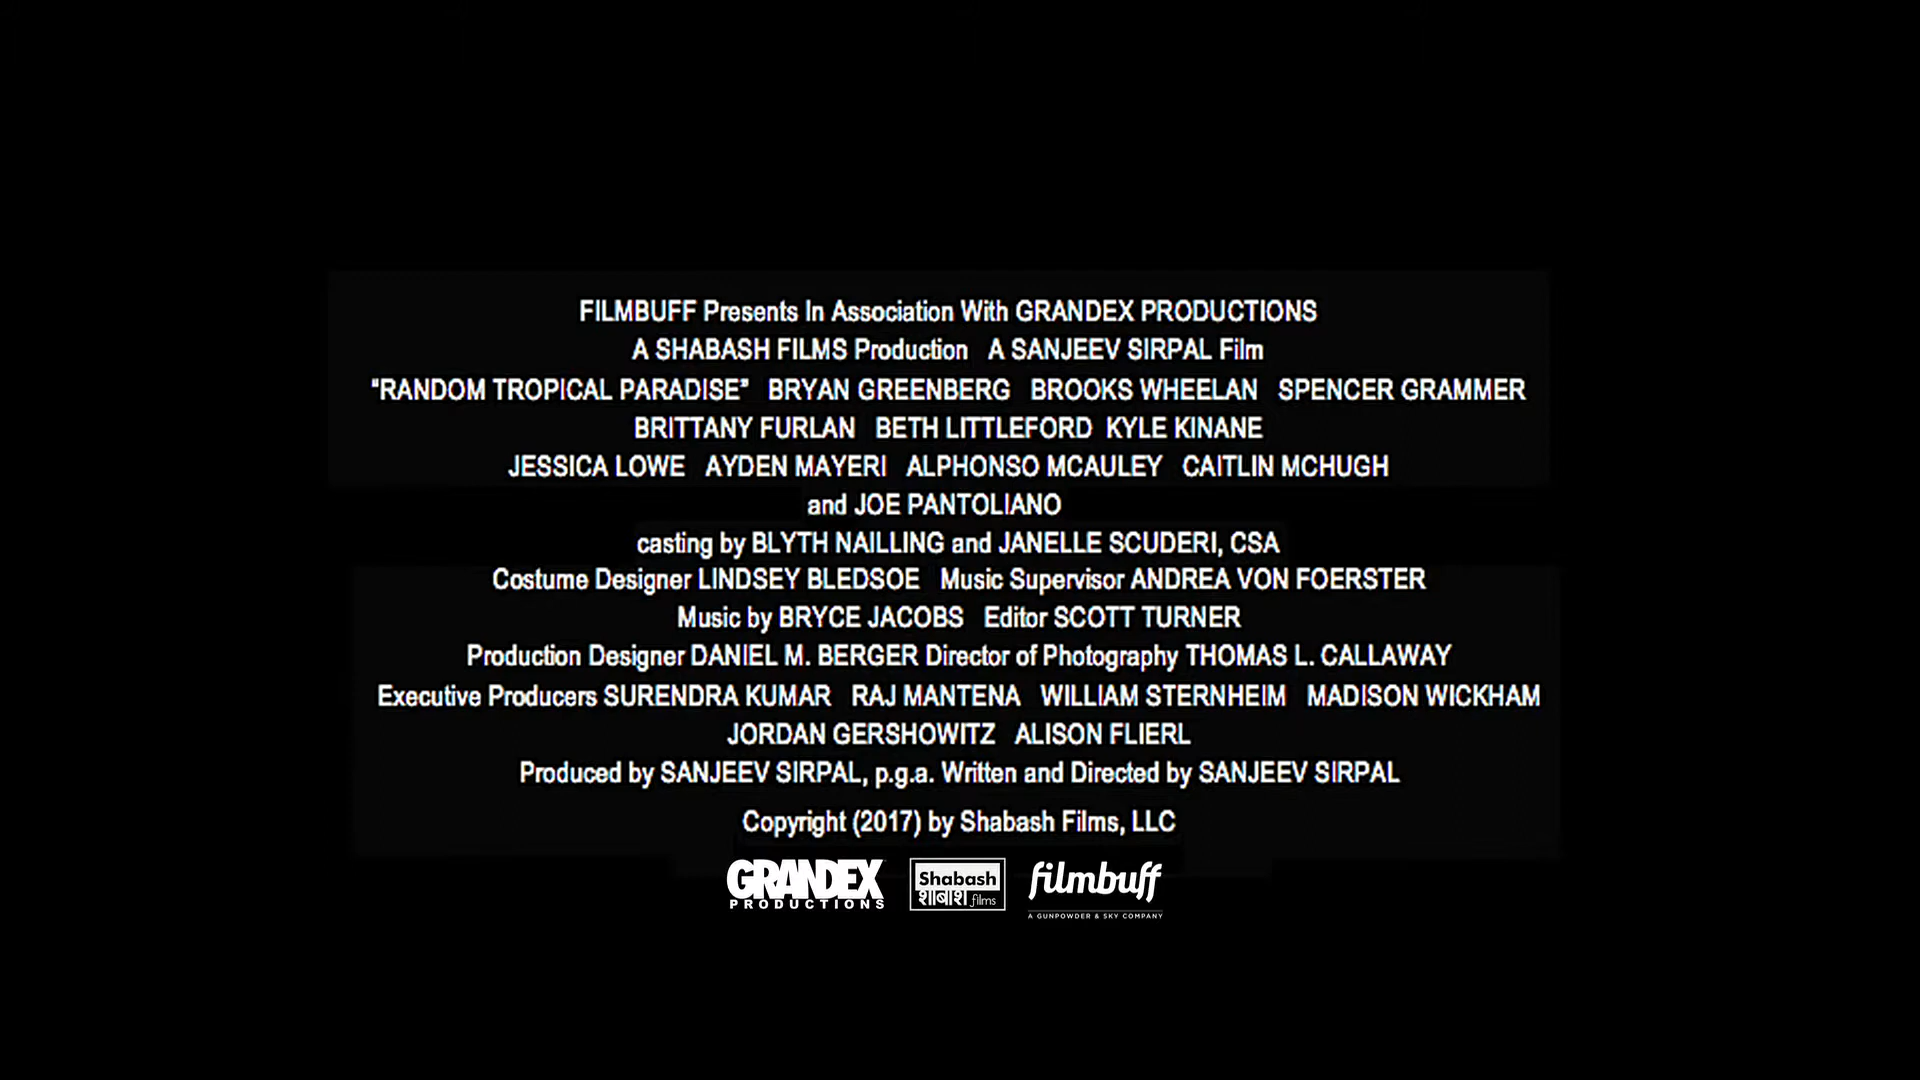 FILMBUFF Presents In Association With GRANDEX PRODUCTIONS
A SHABASH FILMS Production A SANJEEV SIRPAL Film
“RANDOM TROPICAL PARADISE” BRYAN GREENBERG BROOKS WHEELAN SPENCER GRAMMER
BRITTANY FURLAN BETH LITTLEFORD KYLE KINANE
JESSICA LOWE AYDEN MAYERI ALPHONSO MCAULEY CAITLIN MCHUGH
and JOE PANTOLIANO
casting by BLYTH NAILLING and JANELLE SCUDERI, CSA
Costume Designer LINDSEY BLEDSOE Music Supervisor ANDREA VON FOERSTER
Music by BRYCE JACOBS Editor SCOTT TURNER
Production Designer DANIEL M. BERGER Director of Photography THOMAS L. CALLAWAY
Executive Producers SURENDRA KUMAR RAJ MANTENA WILLIAM STERNHEIM MADISON WICKHAM
JORDAN GERSHOWITZ ALISON FLIERL
Produced by SANJEEV SIRPAL, p.g.a. Written and Directed by SANJEEV SIRPAL
Copyright (2017) by Shabash Films, LLC
GRANDEX
PRODUCTIONS
Shabash
शाबाश films
filmbuff
A GUNPOWDER & SKY COMPANY